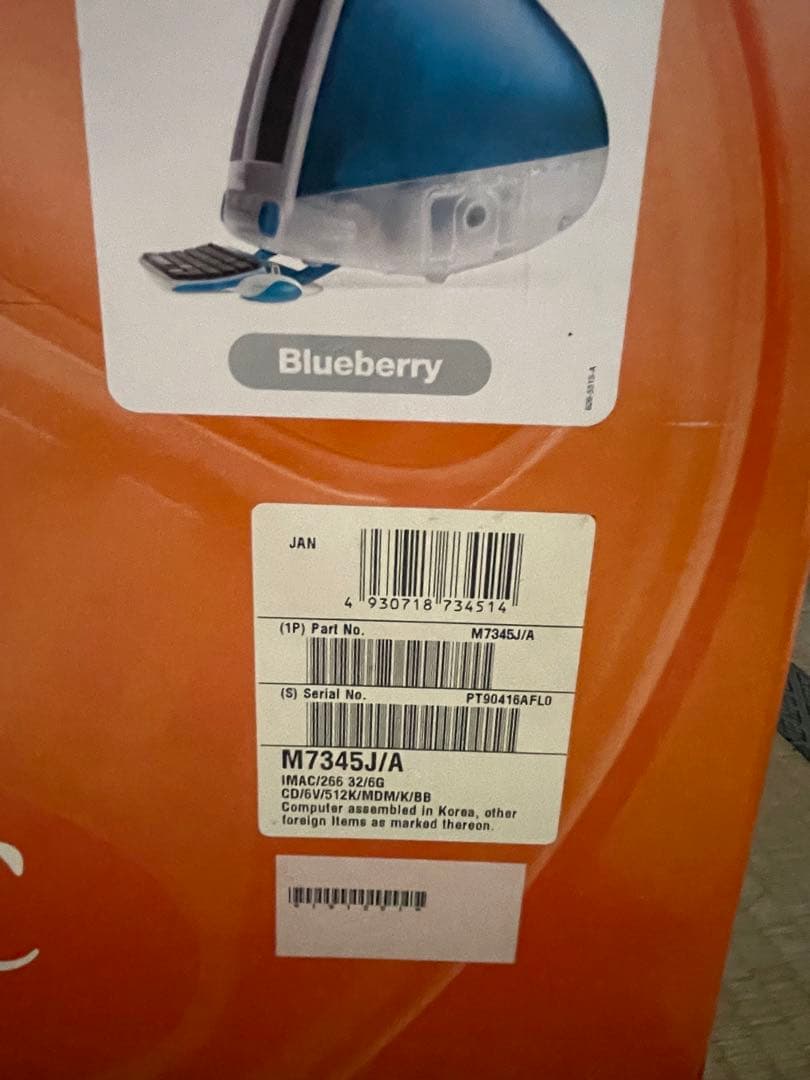 Blueberry
JAN
4 930718 734514
(1P) Part No. M7345J/A
(S) Serial No. PT90416AFL0
M7345J/A
IMAC/266 32/6G
CD/6V/512K/MDM/K/BB
Computer assembled in Korea, other
foreign Items as marked thereon.